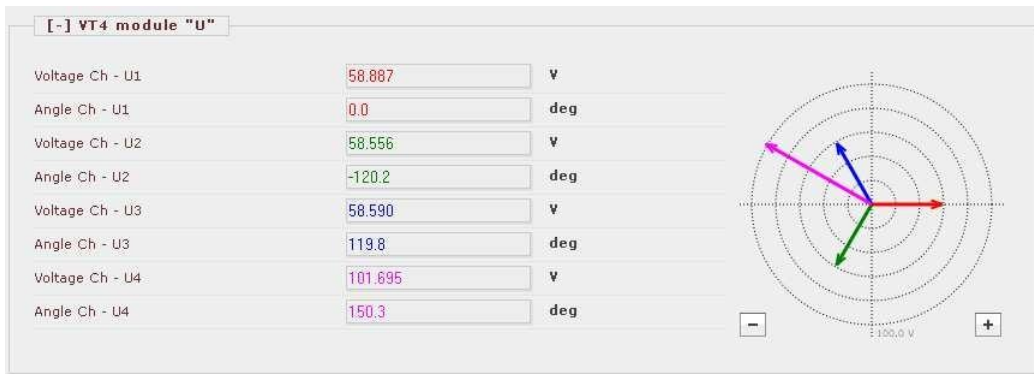 [-] VT4 module "U"
Voltage Ch - U1 58.887 V
Angle Ch - U1 0.0 deg
Voltage Ch - U2 58.556 V
Angle Ch - U2 -120.2 deg
Voltage Ch - U3 58.590 V
Angle Ch - U3 119.8 deg
Voltage Ch - U4 101.695 V
Angle Ch - U4 150.3 deg
- 100.0 V +